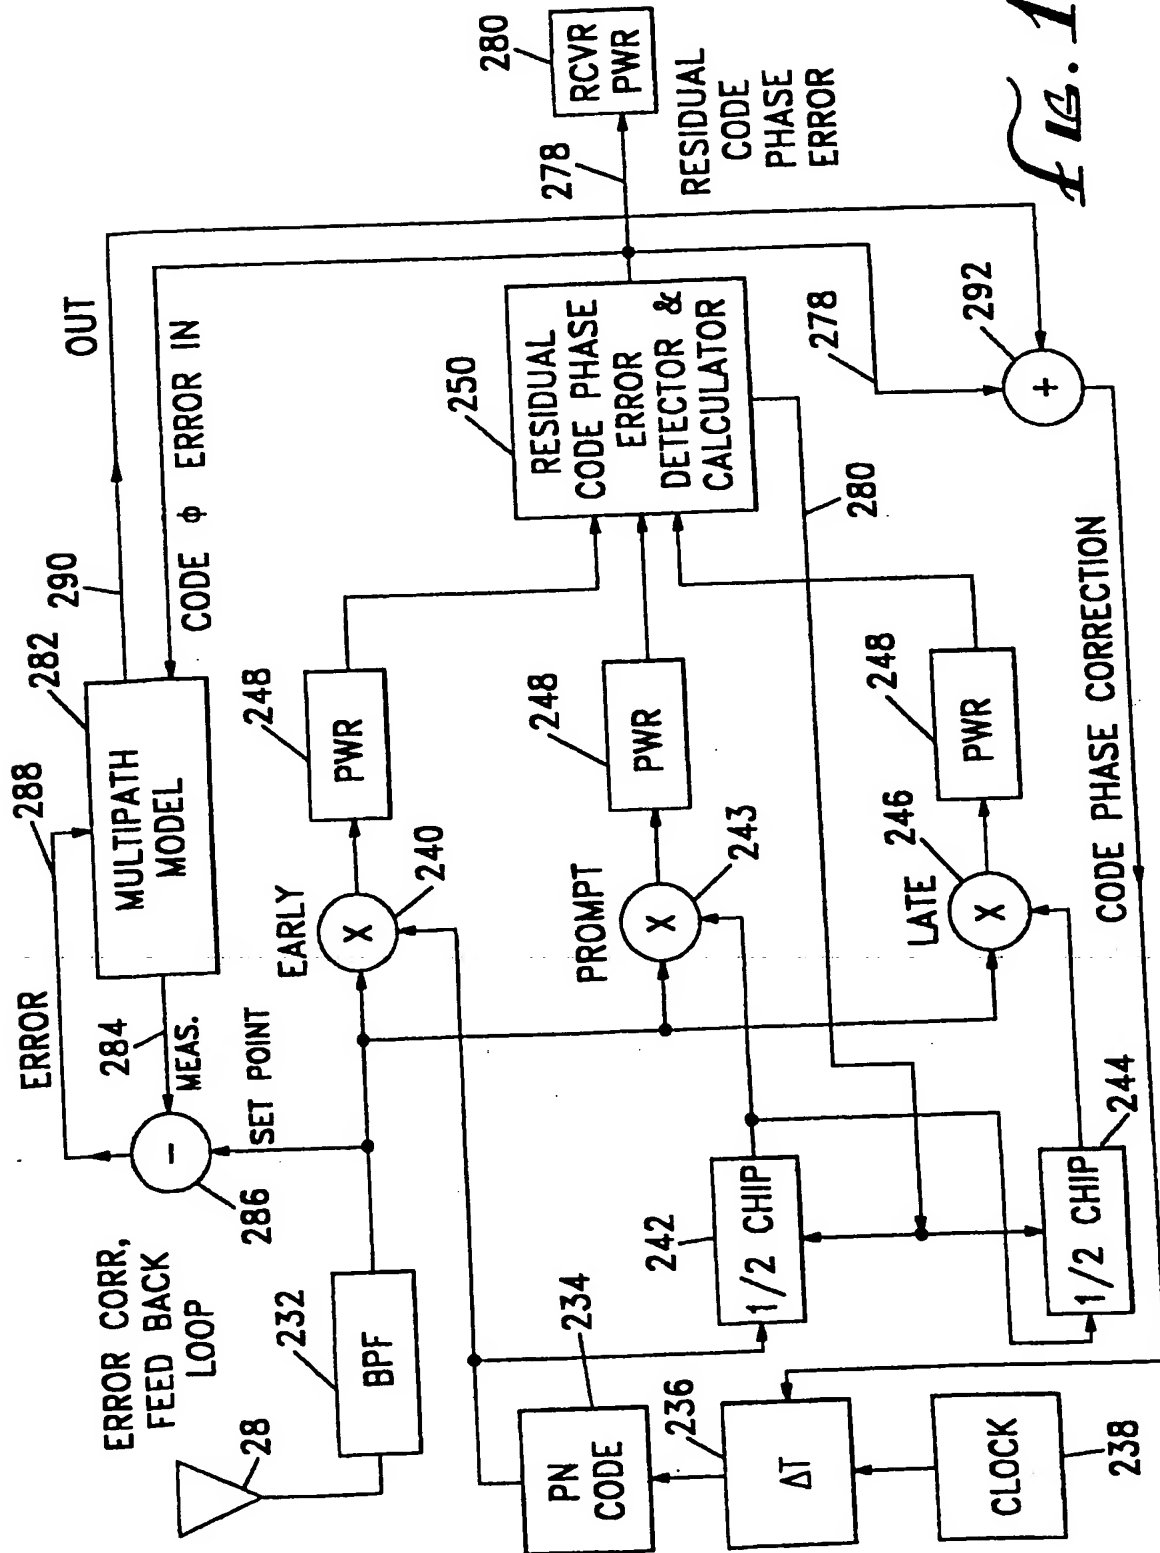 ERROR CORR,
FEED BACK
LOOP
28
232
BPF
286
-
SET POINT
ERROR
284
MEAS.
288
MULTIPATH
MODEL
282
290
OUT
CODE ϕ ERROR IN
EARLY
X
240
248
PWR
PROMPT
X
243
248
PWR
LATE
246
X
248
PWR
250
RESIDUAL
CODE PHASE
ERROR
DETECTOR &
CALCULATOR
280
RCVR
PWR
278
RESIDUAL
CODE
PHASE
ERROR
278
292
+
280
CODE PHASE CORRECTION
234
PN
CODE
236
ΔT
CLOCK
238
242
1/2 CHIP
1/2 CHIP
244
FIG. 1